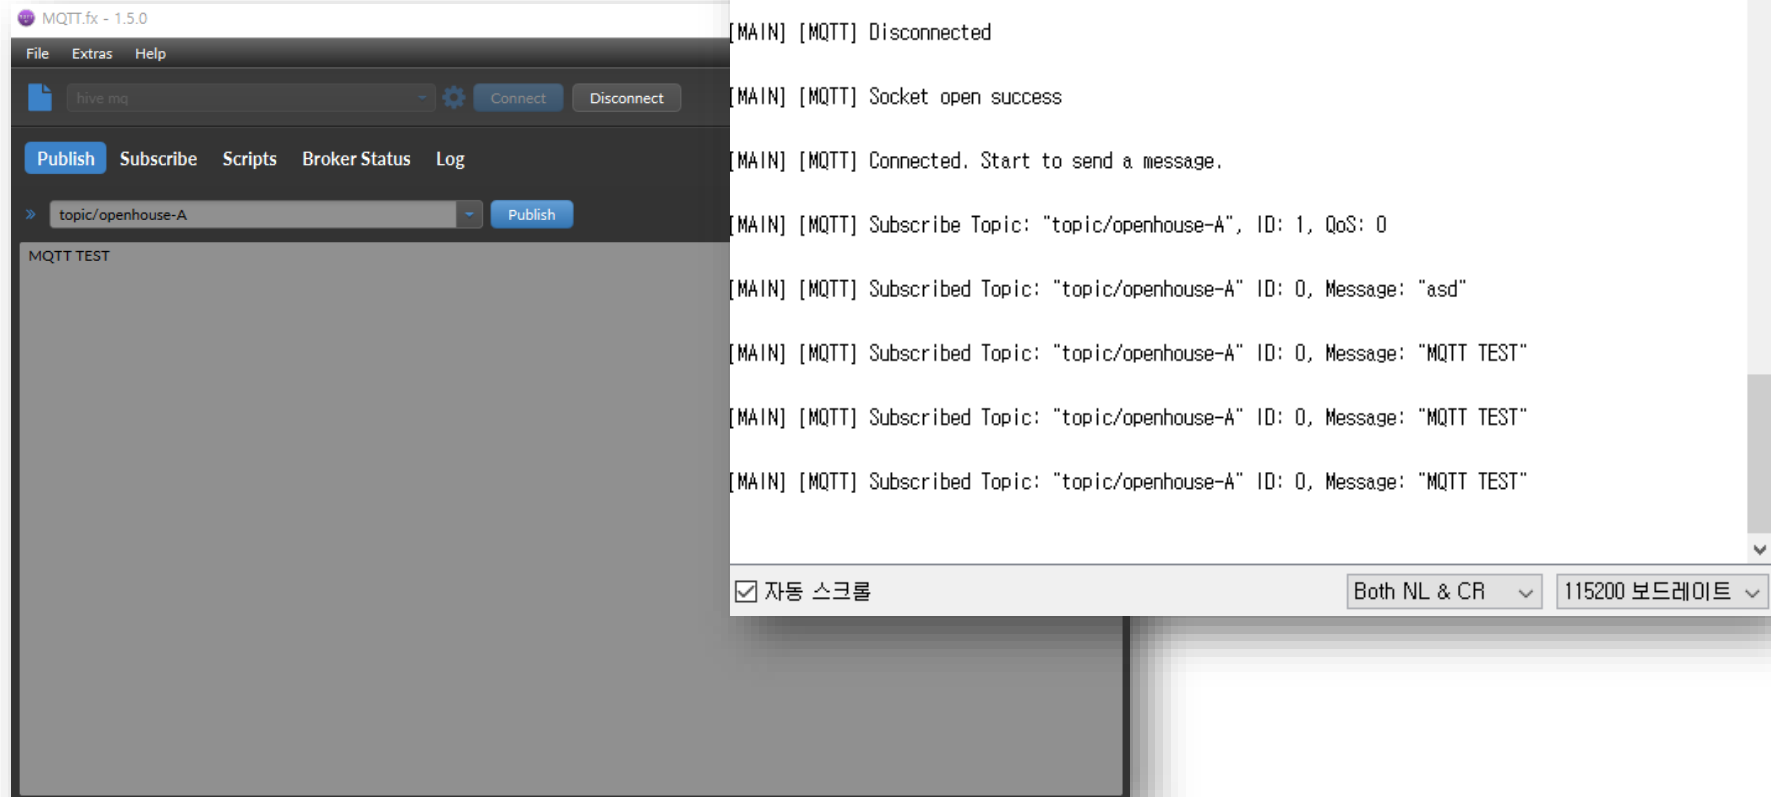 MQTT.fx - 1.5.0
File Extras Help
hive mq Connect Disconnect
Publish Subscribe Scripts Broker Status Log
» topic/openhouse-A Publish
MQTT TEST
[MAIN] [MQTT] Disconnected
[MAIN] [MQTT] Socket open success
[MAIN] [MQTT] Connected. Start to send a message.
[MAIN] [MQTT] Subscribe Topic: "topic/openhouse-A", ID: 1, QoS: 0
[MAIN] [MQTT] Subscribed Topic: "topic/openhouse-A" ID: 0, Message: "asd"
[MAIN] [MQTT] Subscribed Topic: "topic/openhouse-A" ID: 0, Message: "MQTT TEST"
[MAIN] [MQTT] Subscribed Topic: "topic/openhouse-A" ID: 0, Message: "MQTT TEST"
[MAIN] [MQTT] Subscribed Topic: "topic/openhouse-A" ID: 0, Message: "MQTT TEST"
자동 스크롤 Both NL & CR 115200 보드레이트